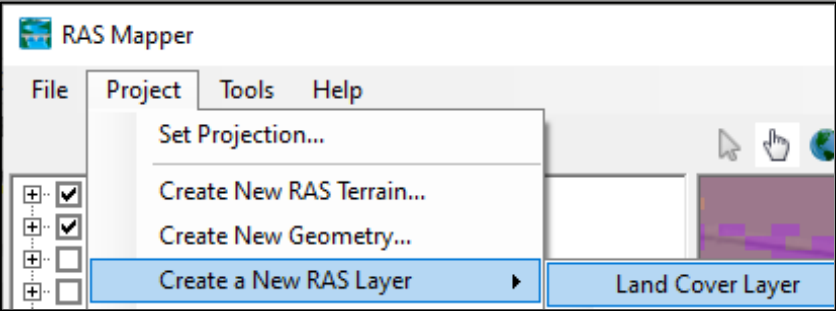 RAS Mapper
File Project Tools Help
Set Projection...
Create New RAS Terrain...
Create New Geometry...
Create a New RAS Layer
Land Cover Layer